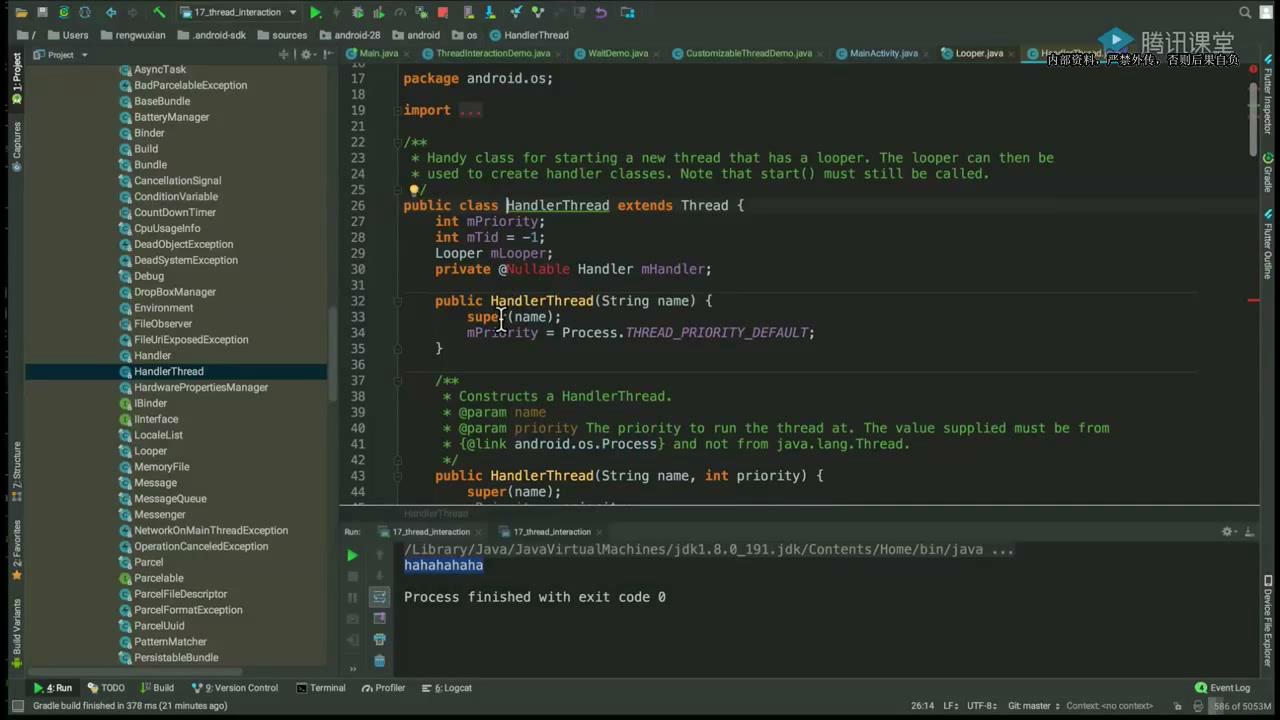 17_thread_interaction
/ Users rengwuxian .android-sdk sources android-28 android os HandlerThread
Project
Main.java ThreadInteractionDemo.java WaitDemo.java CustomizableThreadDemo.java MainActivity.java Looper.java
腾讯课堂
内部资料，严禁外传，否则后果自负
1: Project
Captures
7: Structure
2: Favorites
Build Variants
AsyncTask
BadParcelableException
BaseBundle
BatteryManager
Binder
Build
Bundle
CancellationSignal
ConditionVariable
CountDownTimer
CpuUsageInfo
DeadObjectException
DeadSystemException
Debug
DropBoxManager
Environment
FileObserver
FileUriExposedException
Handler
HandlerThread
HardwarePropertiesManager
IBinder
IInterface
LocaleList
Looper
MemoryFile
Message
MessageQueue
Messenger
NetworkOnMainThreadException
OperationCanceledException
Parcel
Parcelable
ParcelFileDescriptor
ParcelFormatException
ParcelUuid
PatternMatcher
PersistableBundle
17 package android.os;
18
19 import ...
21
22 /**
23 * Handy class for starting a new thread that has a looper. The looper can then be
24 * used to create handler classes. Note that start() must still be called.
25 */
26 public class HandlerThread extends Thread {
27 int mPriority;
28 int mTid = -1;
29 Looper mLooper;
30 private @Nullable Handler mHandler;
31
32 public HandlerThread(String name) {
33 super(name);
34 mPriority = Process.THREAD_PRIORITY_DEFAULT;
35 }
36
37 /**
38 * Constructs a HandlerThread.
39 * @param name
40 * @param priority The priority to run the thread at. The value supplied must be from
41 * {@link android.os.Process} and not from java.lang.Thread.
42 */
43 public HandlerThread(String name, int priority) {
44 super(name);
HandlerThread
Run: 17_thread_interaction 17_thread_interaction
/Library/Java/JavaVirtualMachines/jdk1.8.0_191.jdk/Contents/Home/bin/java ...
hahahahaha
Process finished with exit code 0
Flutter Inspector
Gradle
Flutter Outline
Device File Explorer
4: Run TODO Build 9: Version Control Terminal Profiler 6: Logcat Event Log
Gradle build finished in 378 ms (21 minutes ago) 26:14 LF UTF-8 Git: master Context: <no context> 586 of 5053M